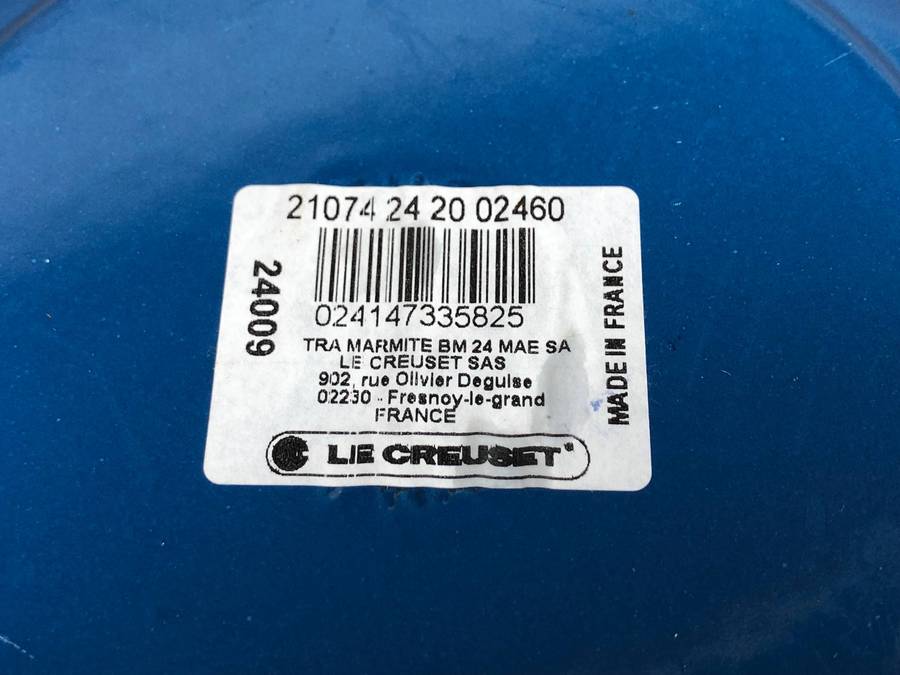 21074 24 20 02460
024147335825
TRA MARMITE BM 24 MAE SA
LE CREUSET SAS
902, rue Olivier Deguise
02230 - Fresnoy-le-grand
FRANCE
LE CREUSET
24009
MADE IN FRANCE